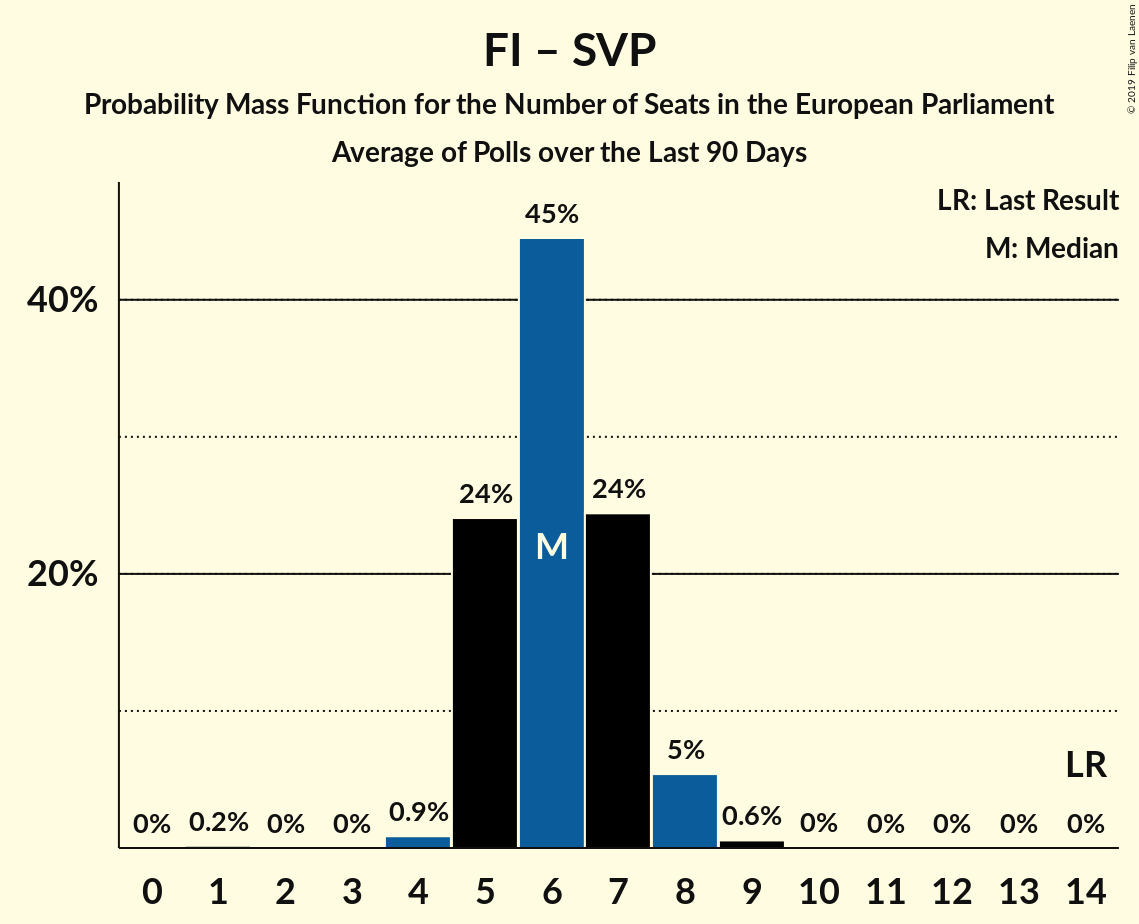 FI – SVP
Probability Mass Function for the Number of Seats in the European Parliament
Average of Polls over the Last 90 Days
© 2019 Filip van Laenen
LR: Last Result
M: Median
45%
40%
24% 24%
M
20%
5%
LR
0% 0.2% 0% 0% 0.9% 0.6% 0% 0% 0% 0% 0%
0 1 2 3 4 5 6 7 8 9 10 11 12 13 14